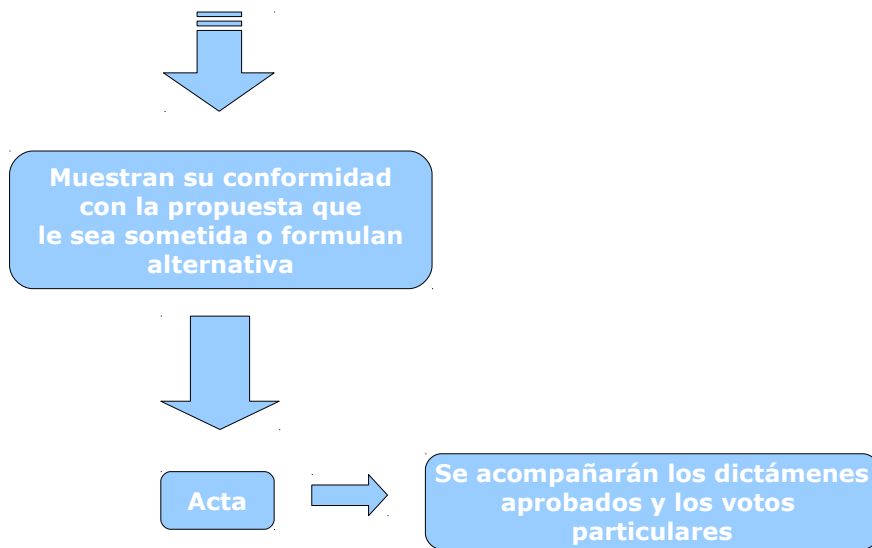 Muestran su conformidad
con la propuesta que
le sea sometida o formulan
alternativa
Acta
Se acompañarán los dictámenes
aprobados y los votos
particulares